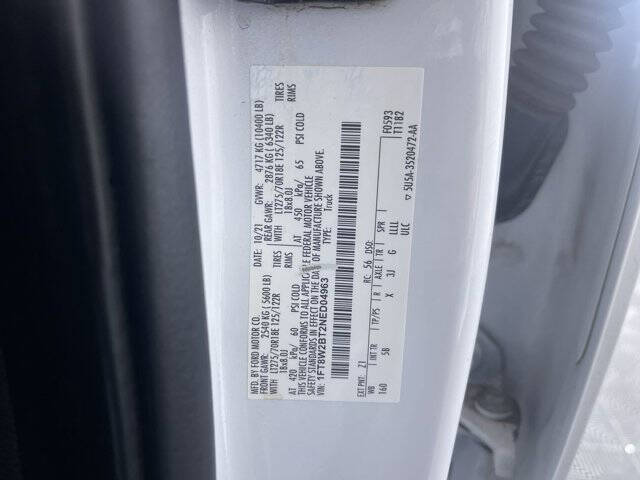 MFD. BY FORD MOTOR CO.
DATE: 10/21 GVWR: 4717 KG (10400 LB)
FRONT GAWR: 2540 KG (5600 LB) REAR GAWR: 2876 KG (6340 LB)
LT275/70R18E 125/122R TIRES WITH LT275/70R18E 125/122R TIRES
18x8.0J RIMS 18x8.0J RIMS
AT 420 kPa/ 60 PSI COLD AT 450 kPa/ 65 PSI COLD
THIS VEHICLE CONFORMS TO ALL APPLICABLE FEDERAL MOTOR VEHICLE
SAFETY STANDARDS IN EFFECT ON THE DATE OF MANUFACTURE SHOWN ABOVE.
VIN: 1FT8W2BT2NED04963 TYPE: Truck
F0593
T11B2
EXT PNT: Z1 RC: 56 DSO:
WB INT TR TP/PS R AXLE TR SPR
160 5B X 3J G LLLL
ULC
▽ 5U5A-3520472-AA